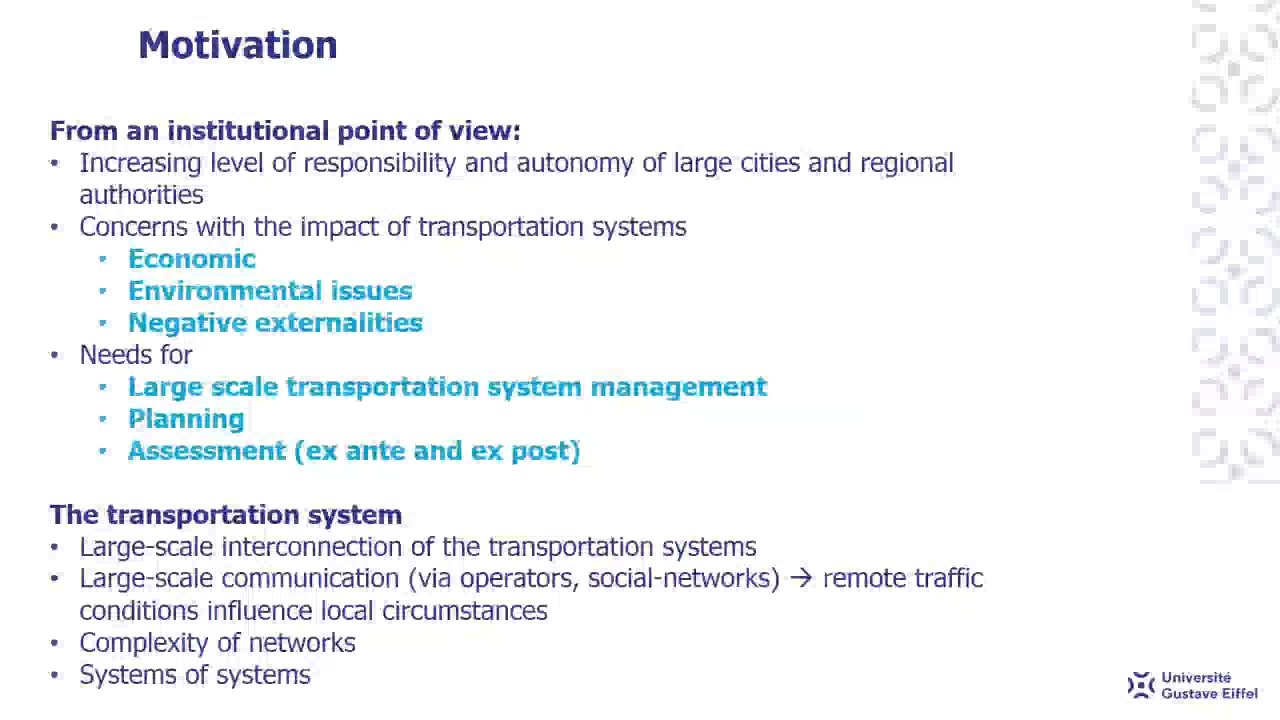 Motivation
From an institutional point of view:
• Increasing level of responsibility and autonomy of large cities and regional
authorities
• Concerns with the impact of transportation systems
• Economic
• Environmental issues
• Negative externalities
• Needs for
• Large scale transportation system management
• Planning
• Assessment (ex ante and ex post)
The transportation system
• Large-scale interconnection of the transportation systems
• Large-scale communication (via operators, social-networks) → remote traffic
conditions influence local circumstances
• Complexity of networks
• Systems of systems
Université
Gustave Eiffel